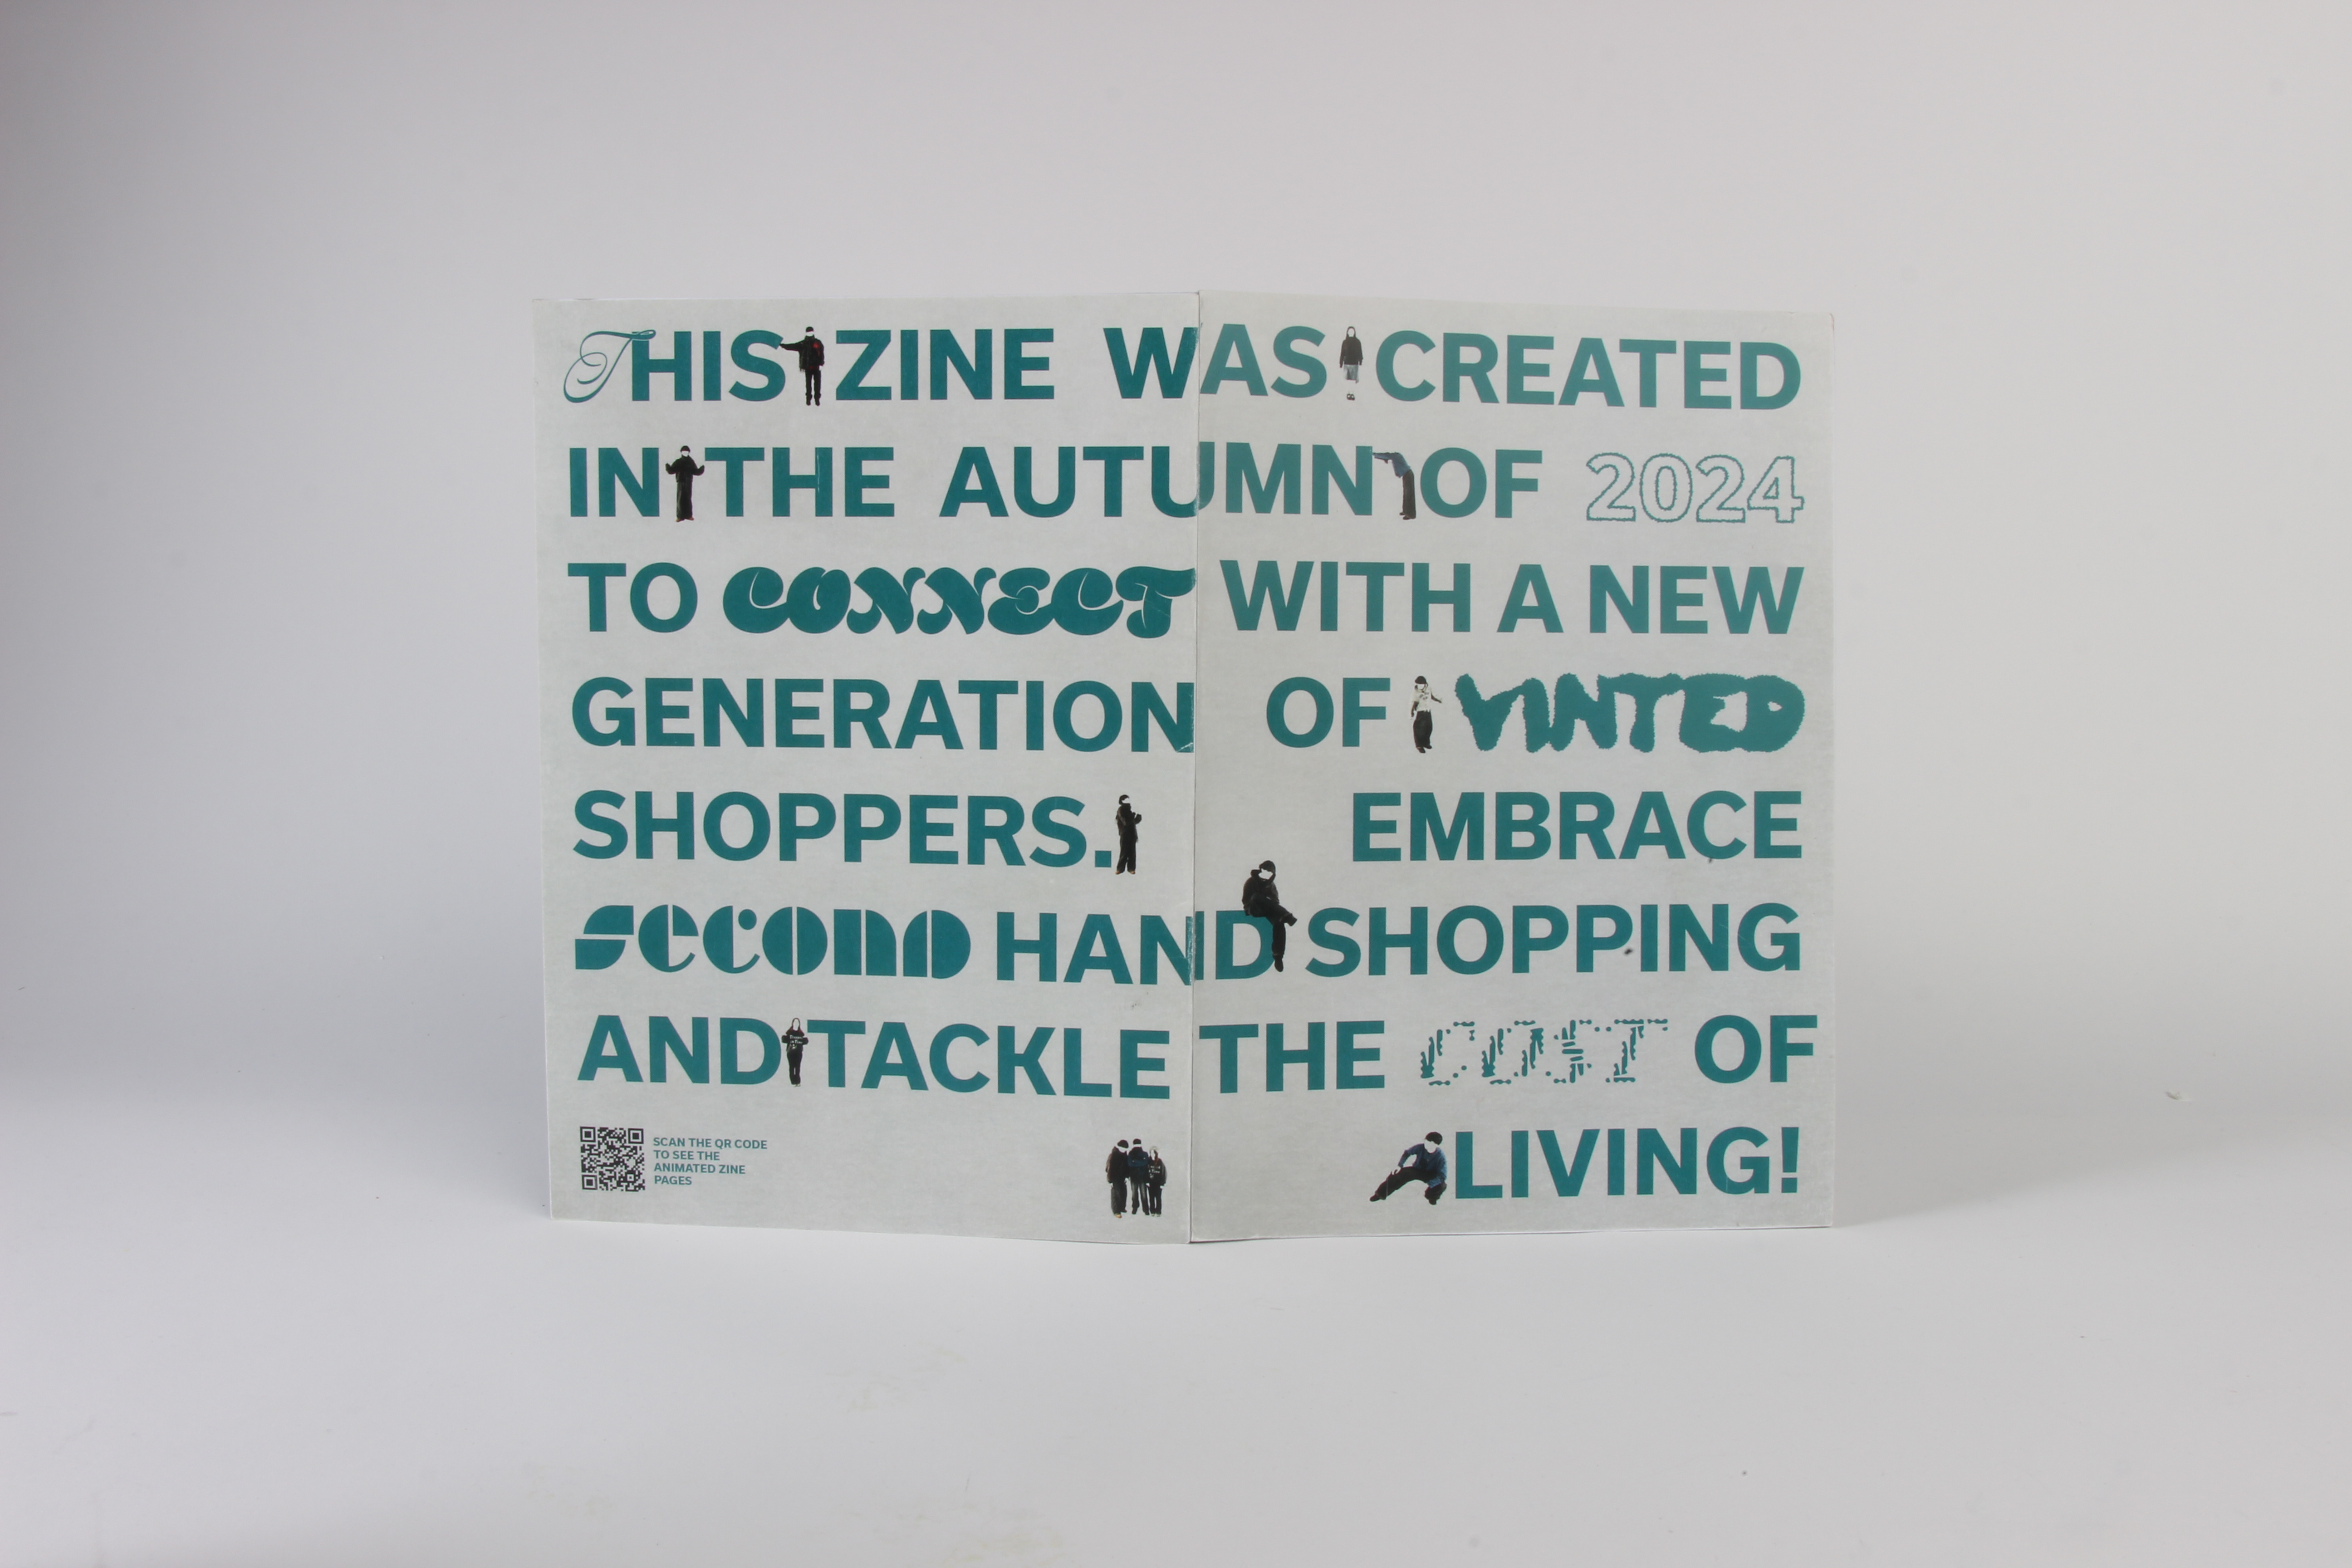 THIS ZINE WAS CREATED
IN THE AUTUMN OF 2024
TO CONNECT WITH A NEW
GENERATION OF VINTED
SHOPPERS. EMBRACE
SECOND HAND SHOPPING
AND TACKLE THE COST OF
LIVING!
SCAN THE QR CODE
TO SEE THE
ANIMATED ZINE
PAGES